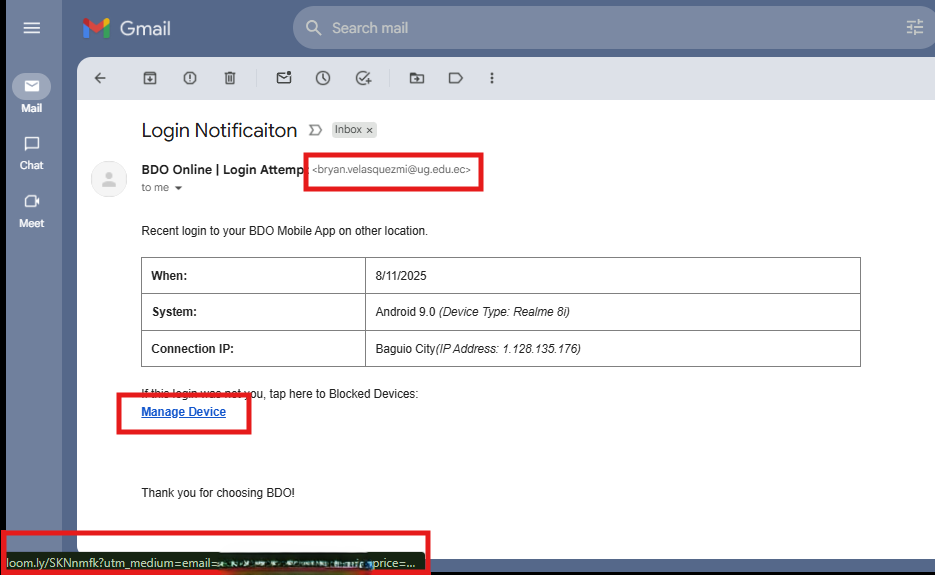 Gmail
Search mail
Mail
Chat
Meet
Login Notificaiton
Inbox ×
BDO Online | Login Attemp <bryan.velasquezmi@ug.edu.ec>
to me
Recent login to your BDO Mobile App on other location.
When: 8/11/2025
System: Android 9.0 (Device Type: Realme 8i)
Connection IP: Baguio City(IP Address: 1.128.135.176)
If this login was not you, tap here to Blocked Devices:
Manage Device
Thank you for choosing BDO!
loom.ly/SKNnmfk?utm_medium=email= price=...